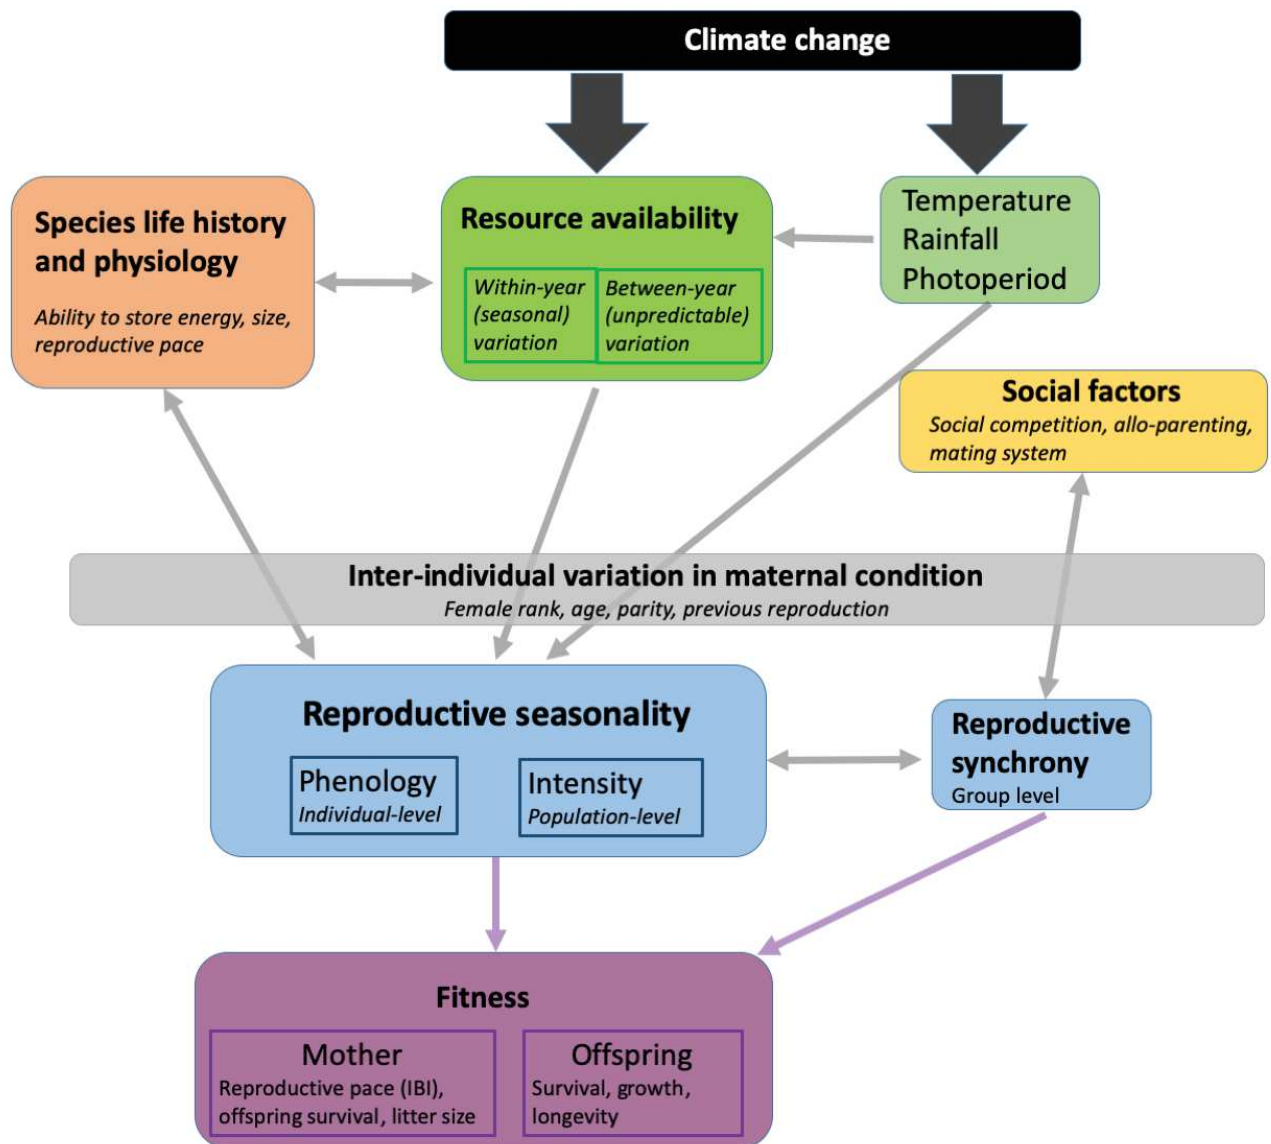 Climate change
Species life history
and physiology
Ability to store energy, size,
reproductive pace
Resource availability
Within-year
(seasonal)
variation
Between-year
(unpredictable)
variation
Temperature
Rainfall
Photoperiod
Social factors
Social competition, allo-parenting,
mating system
Inter-individual variation in maternal condition
Female rank, age, parity, previous reproduction
Reproductive seasonality
Phenology
Individual-level
Intensity
Population-level
Reproductive
synchrony
Group level
Fitness
Mother
Reproductive pace (IBI),
offspring survival, litter size
Offspring
Survival, growth,
longevity